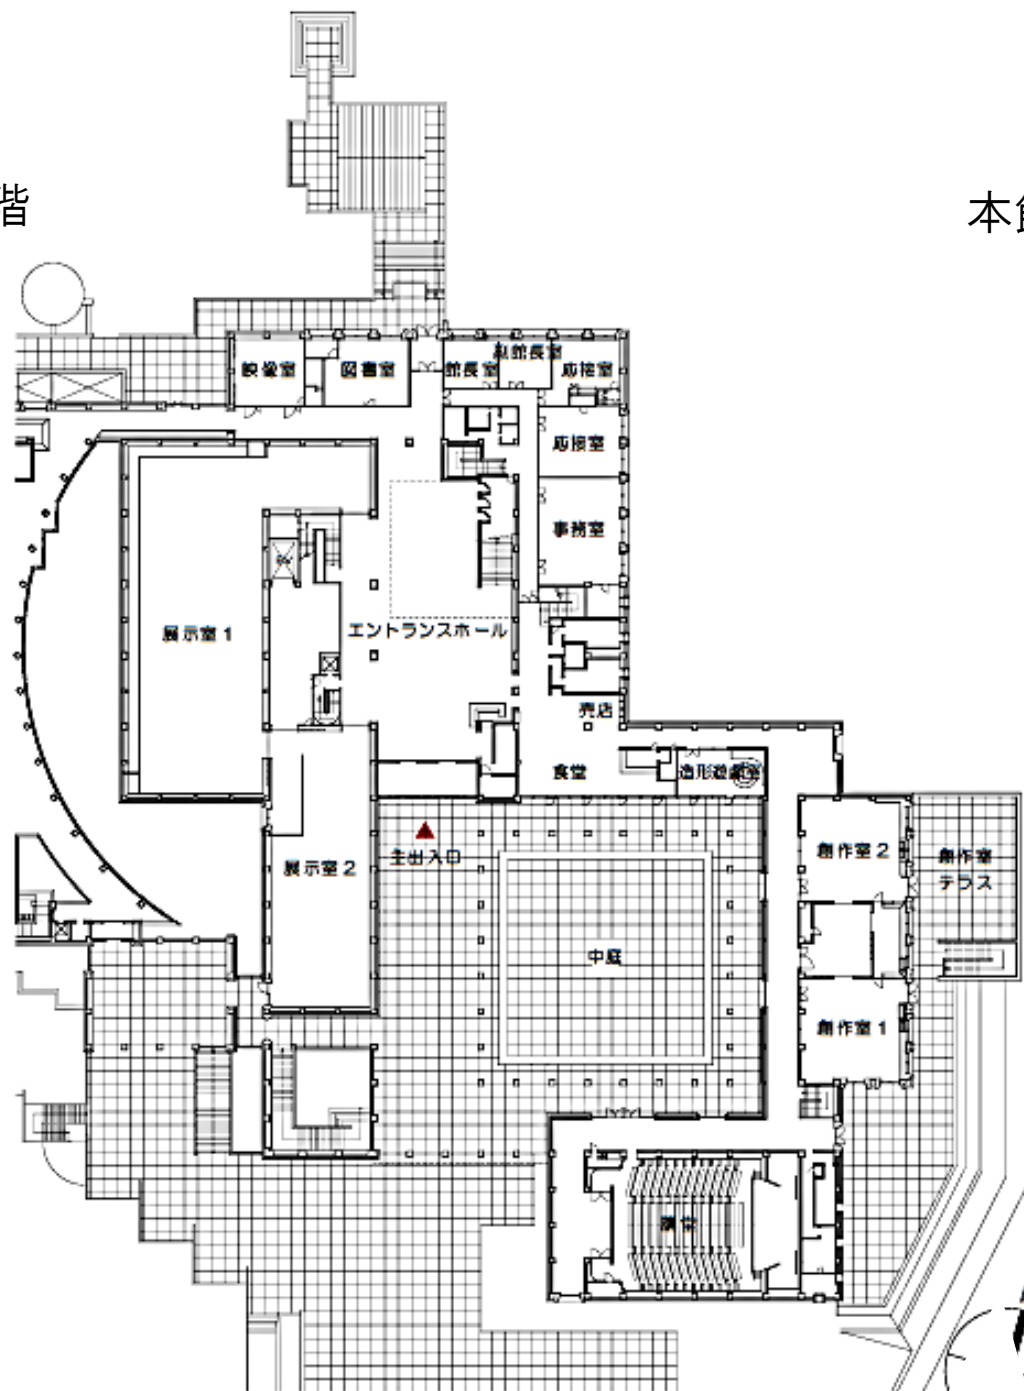 階
本館
映像室
図書室
館長室
副館長室
応接室
応接室
事務室
展示室1
エントランスホール
売店
食堂
造形遊戯室
主出入口
展示室2
創作室2
創作室
テラス
中庭
創作室1
講堂